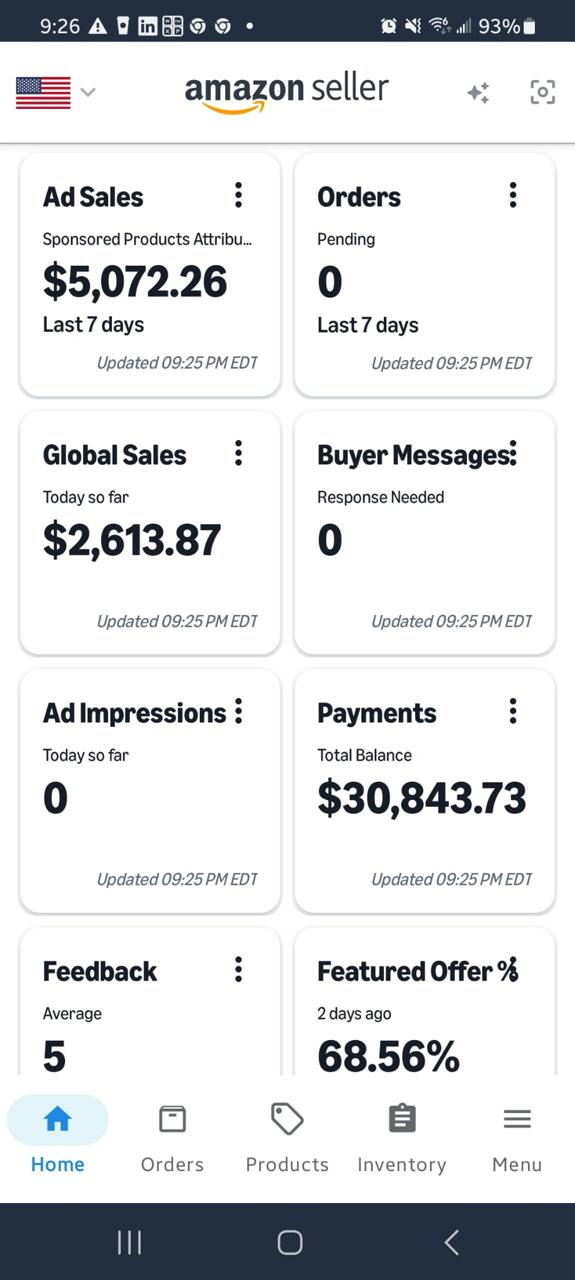 9:26
93%
amazon seller
Ad Sales
Sponsored Products Attribu...
$5,072.26
Last 7 days
Updated 09:25 PM EDT
Orders
Pending
0
Last 7 days
Updated 09:25 PM EDT
Global Sales
Today so far
$2,613.87
Updated 09:25 PM EDT
Buyer Messages
Response Needed
0
Updated 09:25 PM EDT
Ad Impressions
Today so far
0
Updated 09:25 PM EDT
Payments
Total Balance
$30,843.73
Updated 09:25 PM EDT
Feedback
Average
5
Featured Offer %
2 days ago
68.56%
Home
Orders
Products
Inventory
Menu